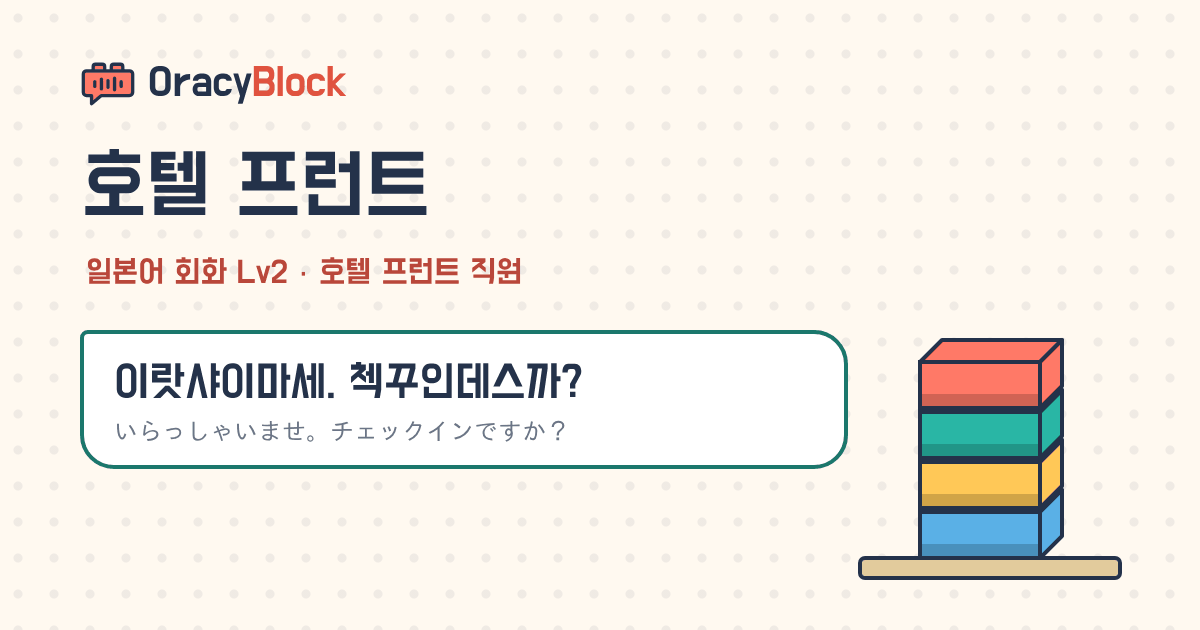 OracyBlock
호텔 프런트
일본어 회화 Lv2 · 호텔 프런트 직원
이랏샤이마세. 첵꾸인데스까?
いらっしゃいませ。チェックインですか？